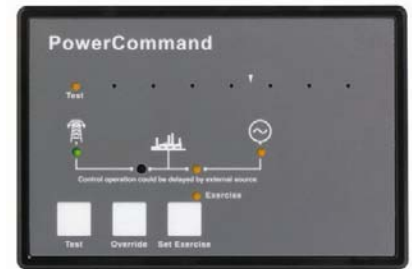 PowerCommand
Test
Control operation could be delayed by external source
Exercise
Test Override Set Exercise